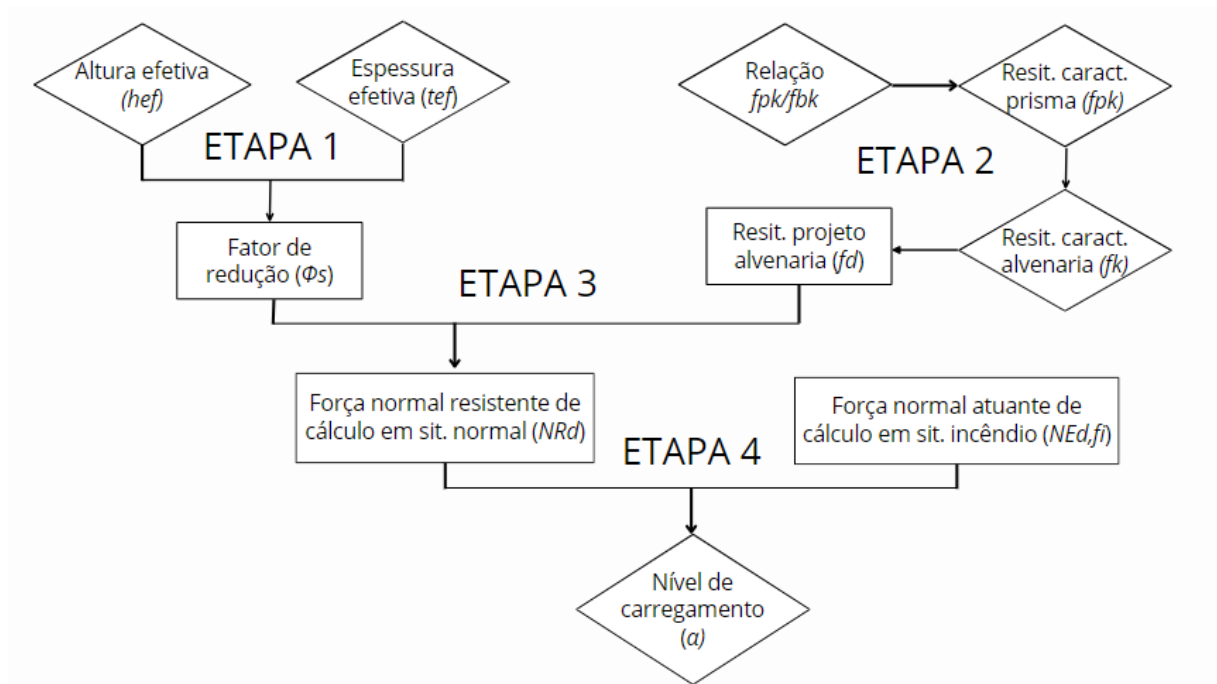 Altura efetiva
(hef)
Espessura
efetiva (tef)
Relação
fpk/fbk
Resit. caract.
prisma (fpk)
ETAPA 1
ETAPA 2
Fator de
redução (Φs)
Resit. projeto
alvenaria (fd)
Resit. caract.
alvenaria (fk)
ETAPA 3
Força normal resistente de
cálculo em sit. normal (NRd)
Força normal atuante de
cálculo em sit. incêndio (NEd,fi)
ETAPA 4
Nível de
carregamento
(α)